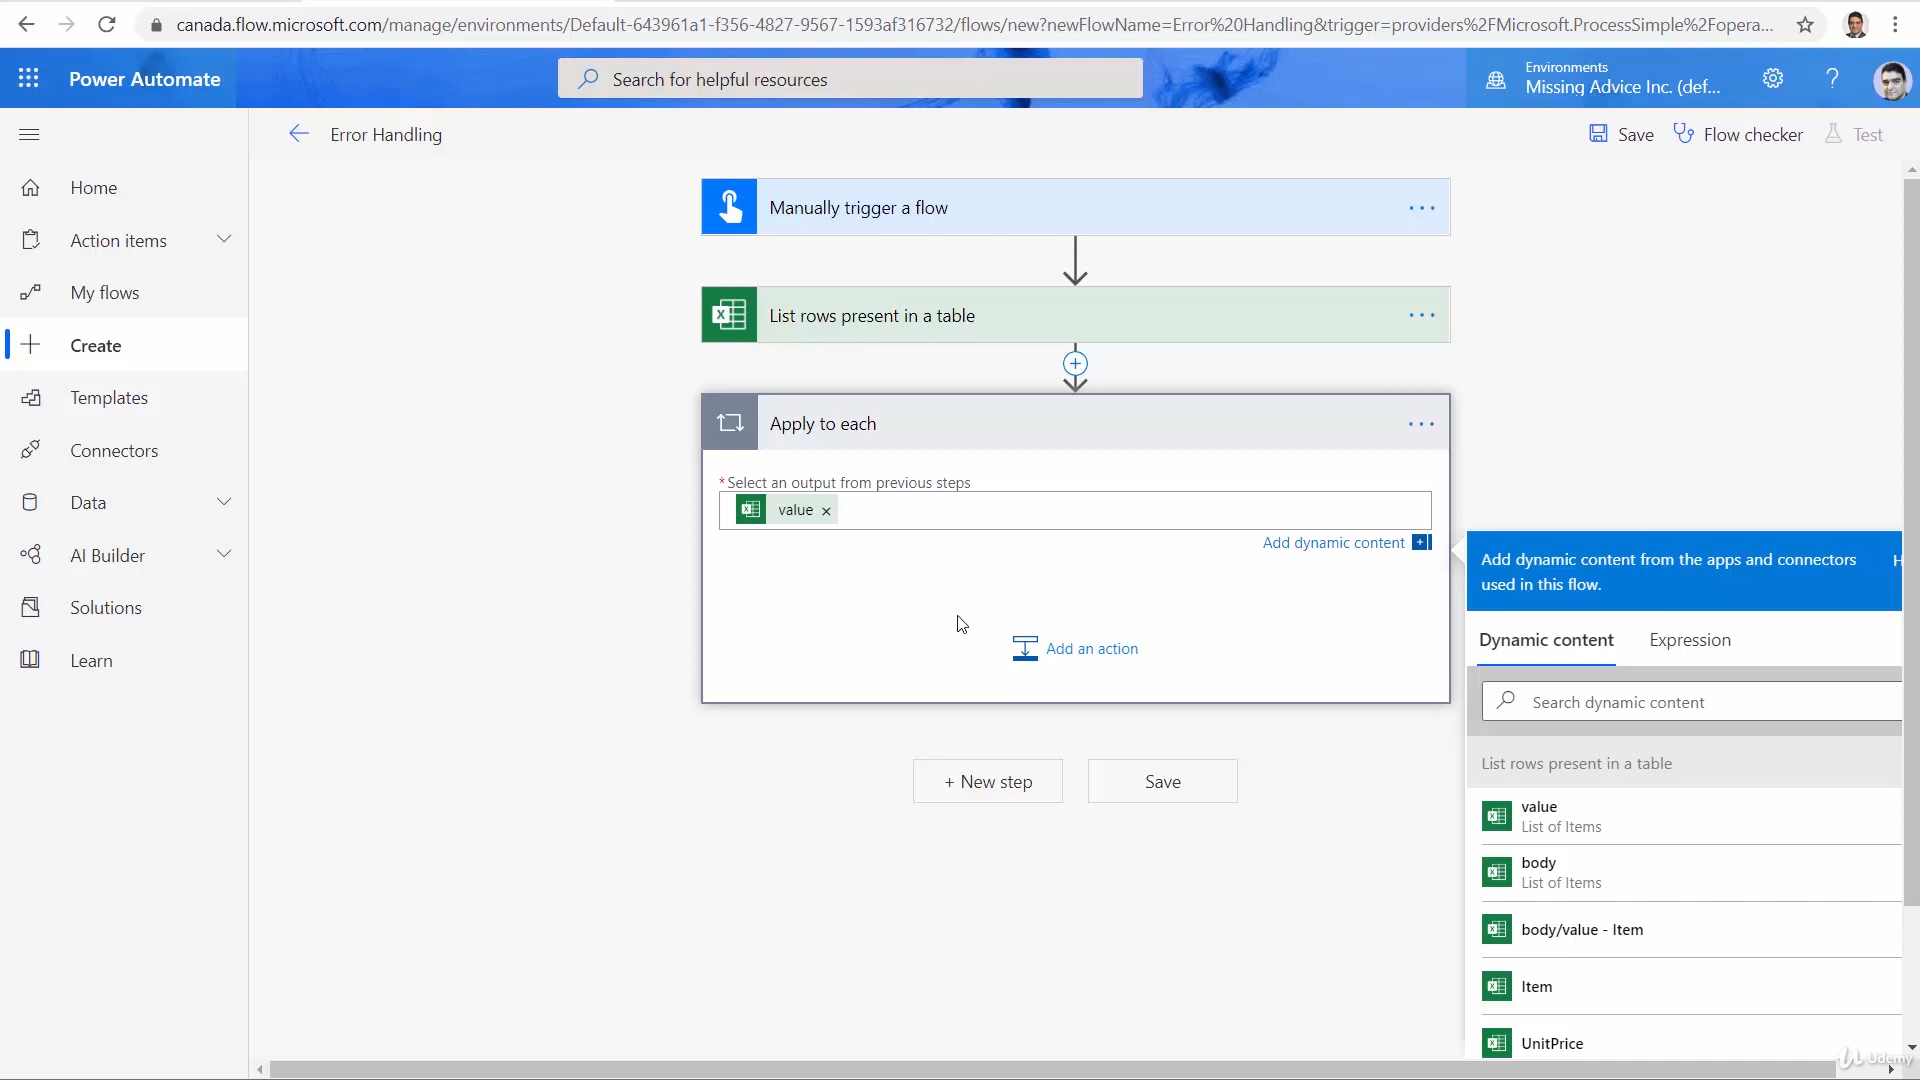 canada.flow.microsoft.com/manage/environments/Default-643961a1-f356-4827-9567-1593af316732/flows/new?newFlowName=Error%20Handling&trigger=providers%2FMicrosoft.ProcessSimple%2Fopera...
Power Automate
Search for helpful resources
Environments
Missing Advice Inc. (def...
?
Error Handling
Save
Flow checker
Test
Home
Action items
My flows
Create
Templates
Connectors
Data
AI Builder
Solutions
Learn
Manually trigger a flow
List rows present in a table
Apply to each
*Select an output from previous steps
value ×
Add dynamic content
Add an action
+ New step
Save
Add dynamic content from the apps and connectors
used in this flow.
H
Dynamic content
Expression
Search dynamic content
List rows present in a table
value
List of Items
body
List of Items
body/value - Item
Item
UnitPrice
Udemy